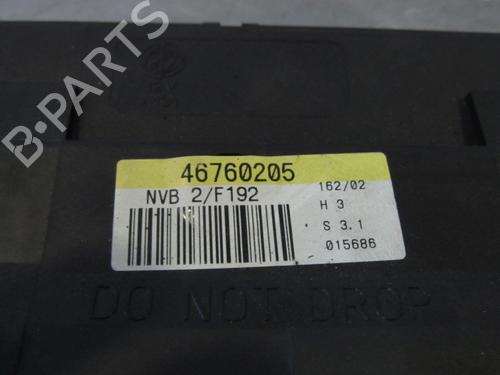 B-PARTS
46760205
NVB 2/F192
162/02
H 3
S 3.1
015686
DO NOT DROP